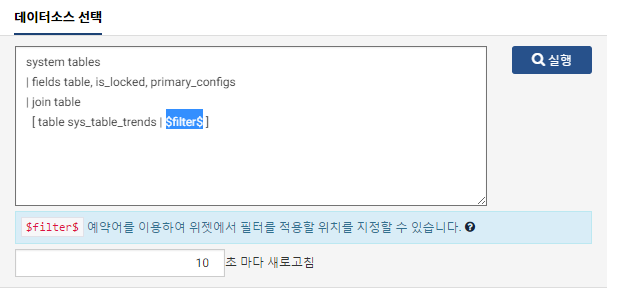 데이터소스 선택
system tables
| fields table, is_locked, primary_configs
| join table
[ table sys_table_trends | $filter$ ]
실행
$filter$ 예약어를 이용하여 위젯에서 필터를 적용할 위치를 지정할 수 있습니다.
10 초 마다 새로고침